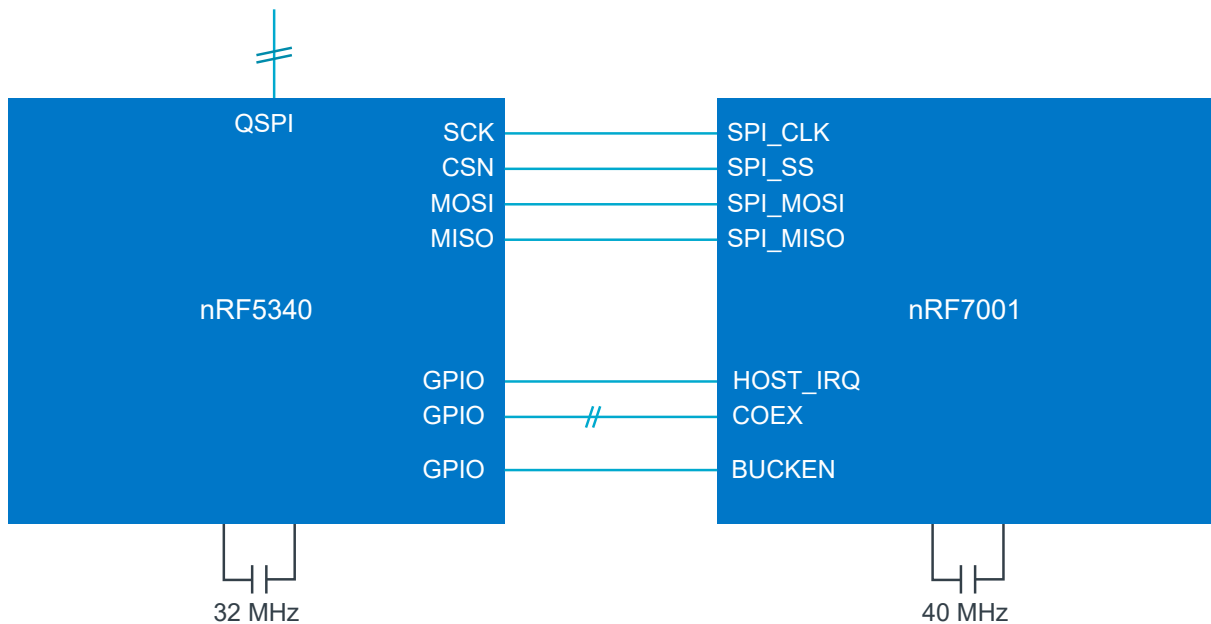 QSPI
SCK
CSN
MOSI
MISO
nRF5340
GPIO
GPIO
GPIO
32 MHz
SPI_CLK
SPI_SS
SPI_MOSI
SPI_MISO
nRF7001
HOST_IRQ
COEX
BUCKEN
40 MHz